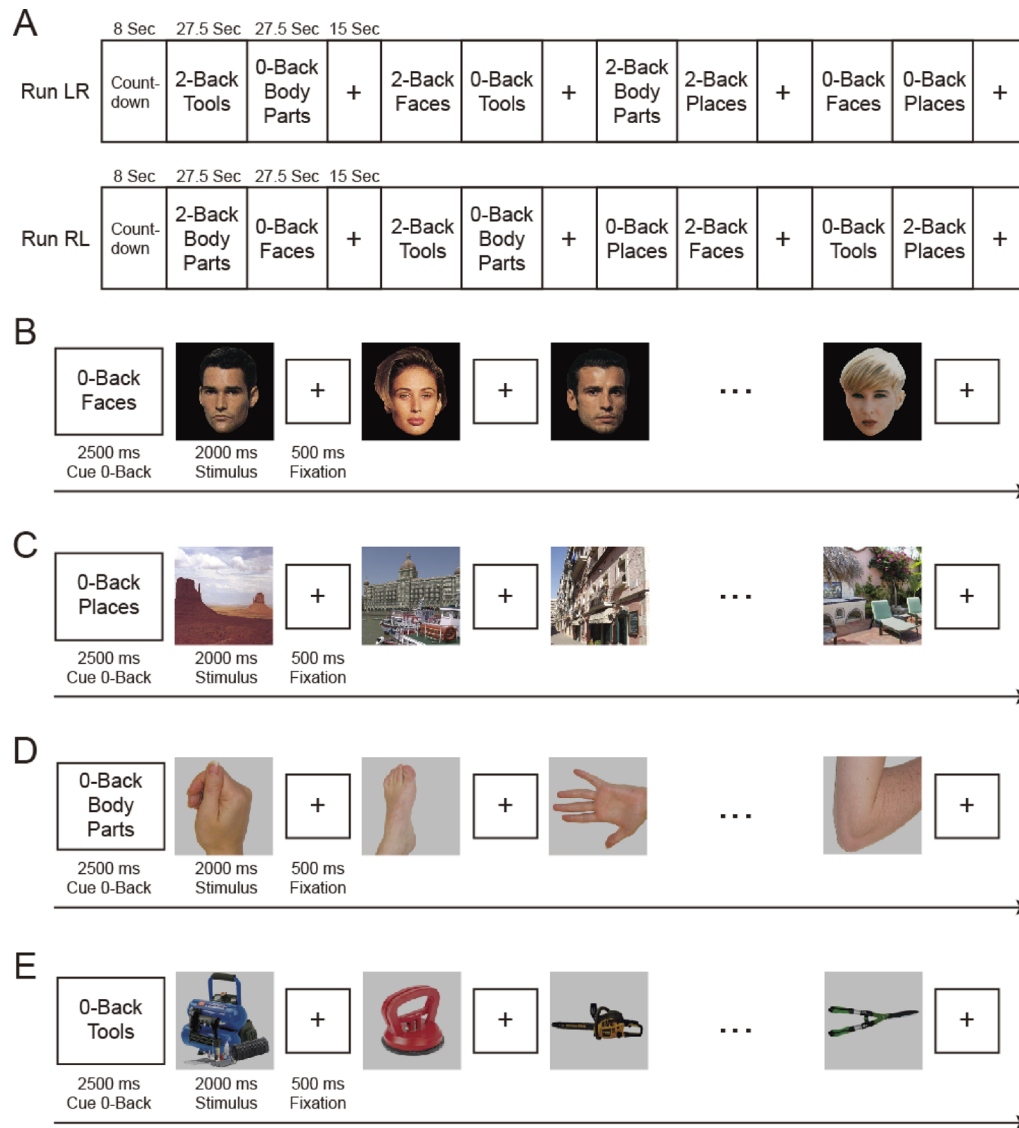 A
8 Sec 27.5 Sec 27.5 Sec 15 Sec
Run LR
Count-
down
2-Back
Tools
0-Back
Body
Parts
+
2-Back
Faces
0-Back
Tools
+
2-Back
Body
Parts
2-Back
Places
+
0-Back
Faces
0-Back
Places
+
8 Sec 27.5 Sec 27.5 Sec 15 Sec
Run RL
Count-
down
2-Back
Body
Parts
0-Back
Faces
+
2-Back
Tools
0-Back
Body
Parts
+
0-Back
Places
2-Back
Faces
+
0-Back
Tools
2-Back
Places
+
B
0-Back
Faces
+
+
...
+
2500 ms
Cue 0-Back
2000 ms
Stimulus
500 ms
Fixation
C
0-Back
Places
+
+
...
+
2500 ms
Cue 0-Back
2000 ms
Stimulus
500 ms
Fixation
D
0-Back
Body
Parts
+
+
...
+
2500 ms
Cue 0-Back
2000 ms
Stimulus
500 ms
Fixation
E
0-Back
Tools
+
+
...
+
2500 ms
Cue 0-Back
2000 ms
Stimulus
500 ms
Fixation